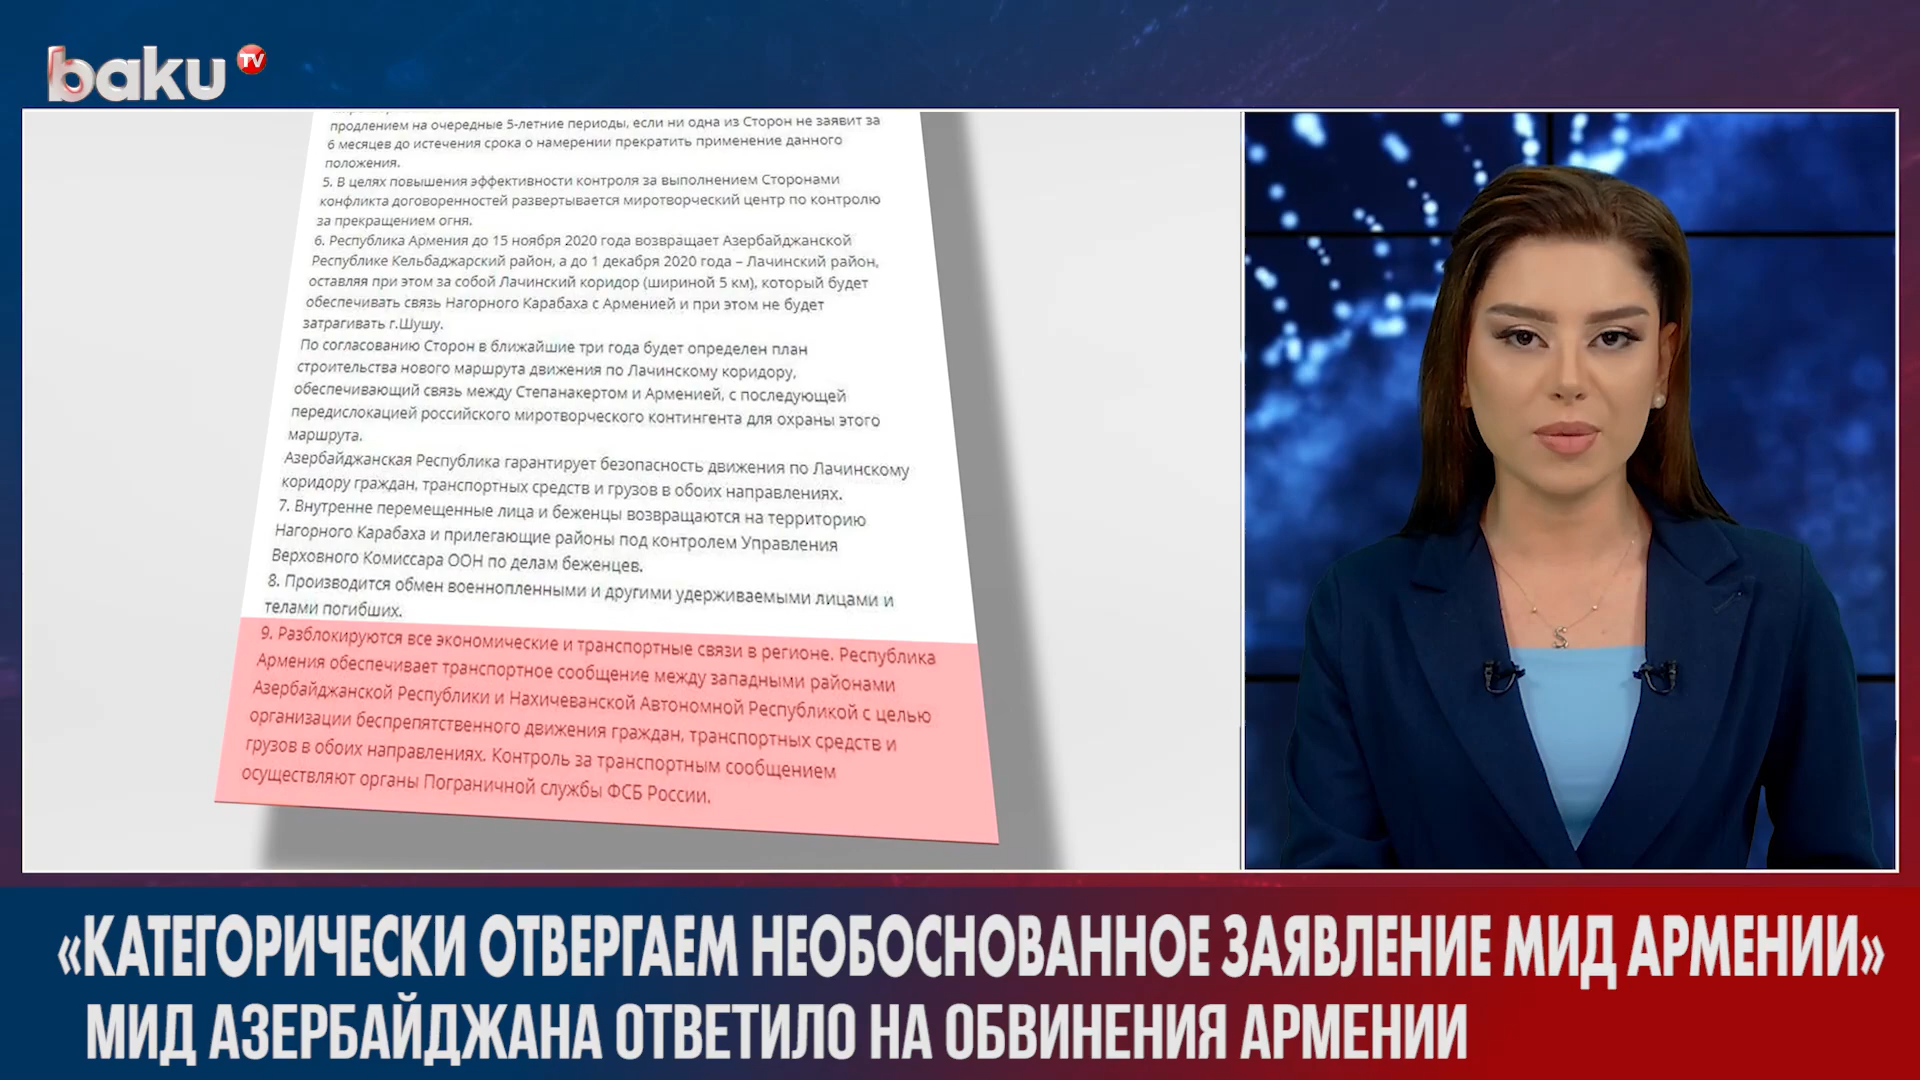 baku TV
продлением на очередные 5-летние периоды, если ни одна из Сторон не заявит за
6 месяцев до истечения срока о намерении прекратить применение данного
положения.
5. В целях повышения эффективности контроля за выполнением Сторонами
конфликта договоренностей развертывается миротворческий центр по контролю
за прекращением огня.
6. Республика Армения до 15 ноября 2020 года возвращает Азербайджанской
Республике Кельбаджарский район, а до 1 декабря 2020 года – Лачинский район,
оставляя при этом за собой Лачинский коридор (шириной 5 км), который будет
обеспечивать связь Нагорного Карабаха с Арменией и при этом не будет
затрагивать г.Шушу.
По согласованию Сторон в ближайшие три года будет определен план
строительства нового маршрута движения по Лачинскому коридору,
обеспечивающий связь между Степанакертом и Арменией, с последующей
передислокацией российского миротворческого контингента для охраны этого
маршрута.
Азербайджанская Республика гарантирует безопасность движения по Лачинскому
коридору граждан, транспортных средств и грузов в обоих направлениях.
7. Внутренне перемещенные лица и беженцы возвращаются на территорию
Нагорного Карабаха и прилегающие районы под контролем Управления
Верховного Комиссара ООН по делам беженцев.
8. Производится обмен военнопленными и другими удерживаемыми лицами и
телами погибших.
9. Разблокируются все экономические и транспортные связи в регионе. Республика
Армения обеспечивает транспортное сообщение между западными районами
Азербайджанской Республики и Нахичеванской Автономной Республикой с целью
организации беспрепятственного движения граждан, транспортных средств и
грузов в обоих направлениях. Контроль за транспортным сообщением
осуществляют органы Пограничной службы ФСБ России.
S
«КАТЕГОРИЧЕСКИ ОТВЕРГАЕМ НЕОБОСНОВАННОЕ ЗАЯВЛЕНИЕ МИД АРМЕНИИ»
МИД АЗЕРБАЙДЖАНА ОТВЕТИЛО НА ОБВИНЕНИЯ АРМЕНИИ